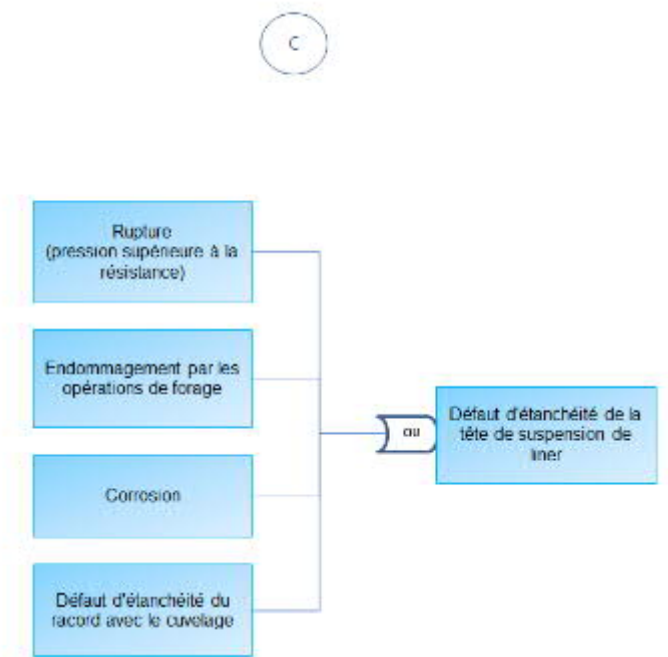 C
Rupture
(pression supérieure à la
résistance)
Endommagement par les
opérations de forage
Corrosion
Défaut d'étanchéité du
racord avec le cuvelage
ou
Défaut d'étanchéité de la
tête de suspension de
liner